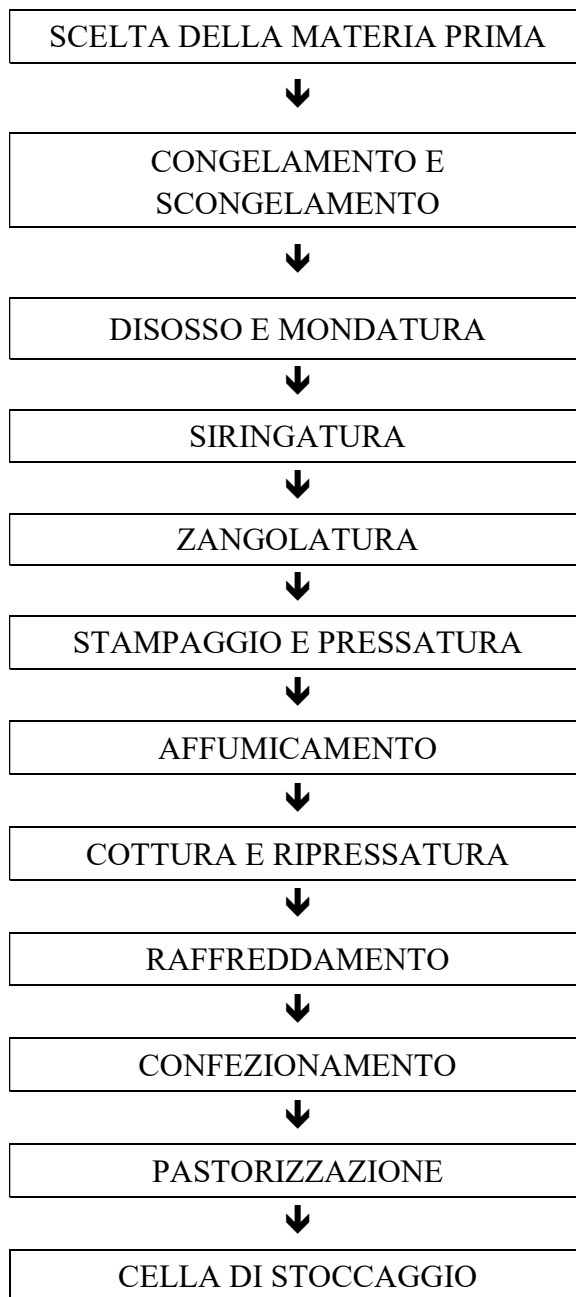 SCELTA DELLA MATERIA PRIMA
CONGELAMENTO E
SCONGELAMENTO
DISOSSO E MONDATURA
SIRINGATURA
ZANGOLATURA
STAMPAGGIO E PRESSATURA
AFFUMICAMENTO
COTTURA E RIPRESSATURA
RAFFREDDAMENTO
CONFEZIONAMENTO
PASTORIZZAZIONE
CELLA DI STOCCAGGIO